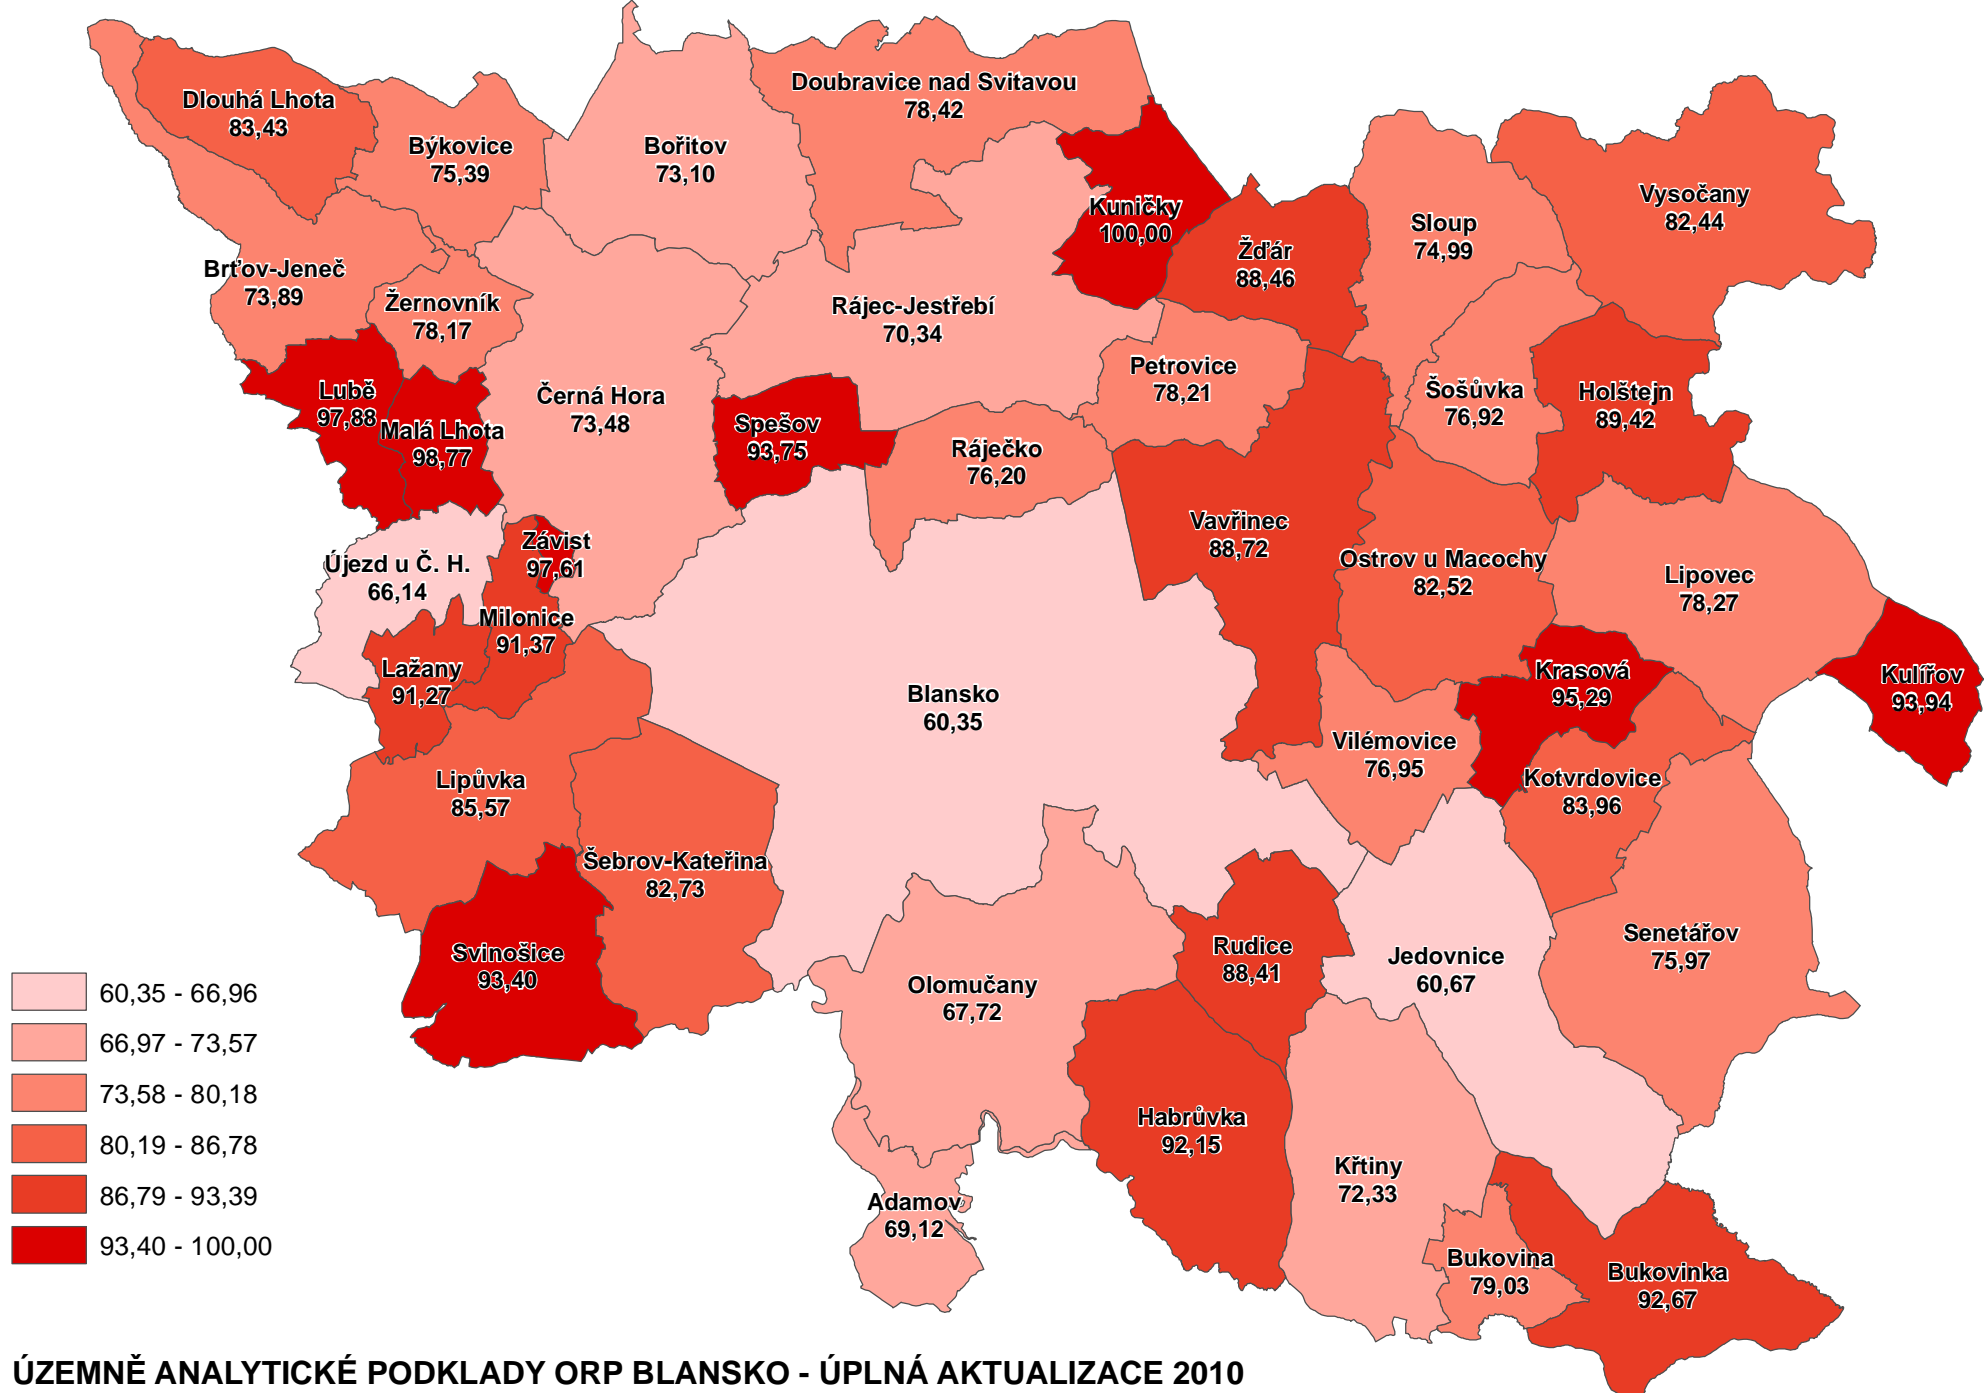 Doubravice nad Svitavou
78,42
Dlouhá Lhota
83,43
Býkovice
75,39
Bořitov
73,10
Vysočany
82,44
Kuničky
100,00
Sloup
74,99
Žďár
88,46
Brťov-Jeneč
73,89
Žernovník
78,17
Rájec-Jestřebí
70,34
Petrovice
78,21
Lubě
97,88
Černá Hora
73,48
Šošůvka
76,92
Holštejn
89,42
Malá Lhota
98,77
Spešov
93,75
Ráječko
76,20
Vavřinec
88,72
Závist
97,61
Újezd u Č. H.
66,14
Ostrov u Macochy
82,52
Lipovec
78,27
Milonice
91,37
Lažany
91,27
Krasová
95,29
Kulířov
93,94
Blansko
60,35
Vilémovice
76,95
Lipůvka
85,57
Kotvrdovice
83,96
Šebrov-Kateřina
82,73
Senetářov
75,97
Svinošice
93,40
Rudice
88,41
Jedovnice
60,67
Olomučany
67,72
Habrůvka
92,15
Křtiny
72,33
Adamov
69,12
Bukovina
79,03
Bukovinka
92,67
60,35 - 66,96
66,97 - 73,57
73,58 - 80,18
80,19 - 86,78
86,79 - 93,39
93,40 - 100,00
ÚZEMNĚ ANALYTICKÉ PODKLADY ORP BLANSKO - ÚPLNÁ AKTUALIZACE 2010